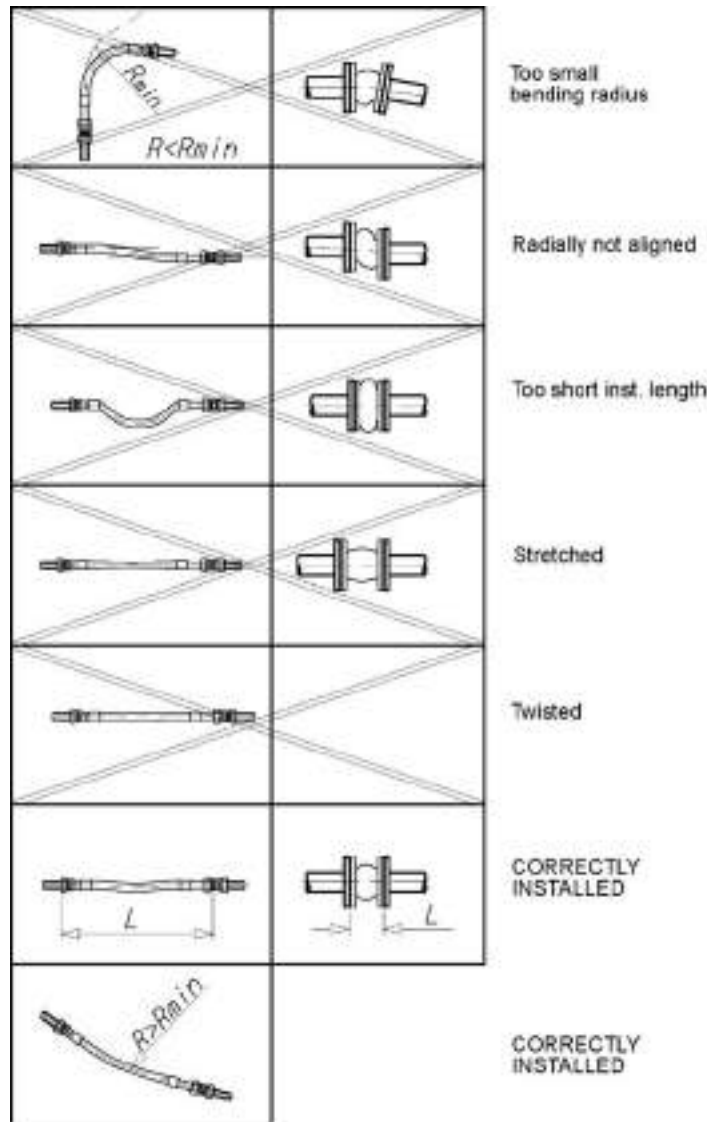 Rmin
R<Rmin
Too small
bending radius
Radially not aligned
Too short inst. length
Stretched
Twisted
L
L
CORRECTLY
INSTALLED
R>Rmin
CORRECTLY
INSTALLED